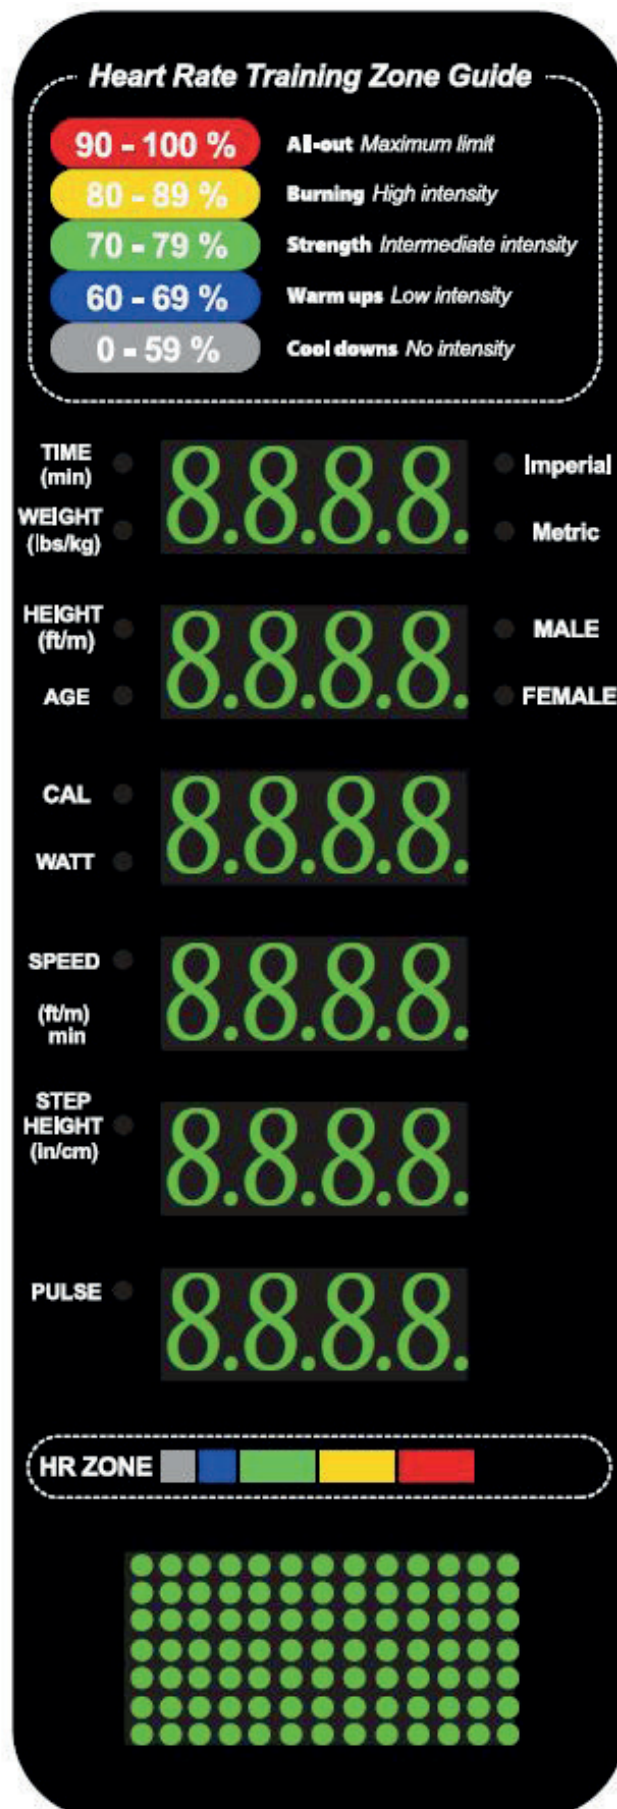 Heart Rate Training Zone Guide
90 - 100 % All-out Maximum limit
80 - 89 % Burning High intensity
70 - 79 % Strength Intermediate intensity
60 - 69 % Warm ups Low intensity
0 - 59 % Cool downs No intensity
TIME
(min)
8.8.8.8.
Imperial
WEIGHT
(lbs/kg)
Metric
HEIGHT
(ft/m)
8.8.8.8.
MALE
AGE
FEMALE
CAL
8.8.8.8.
WATT
SPEED
8.8.8.8.
(ft/m)
min
STEP
HEIGHT
(in/cm)
8.8.8.8.
PULSE
8.8.8.8.
HR ZONE